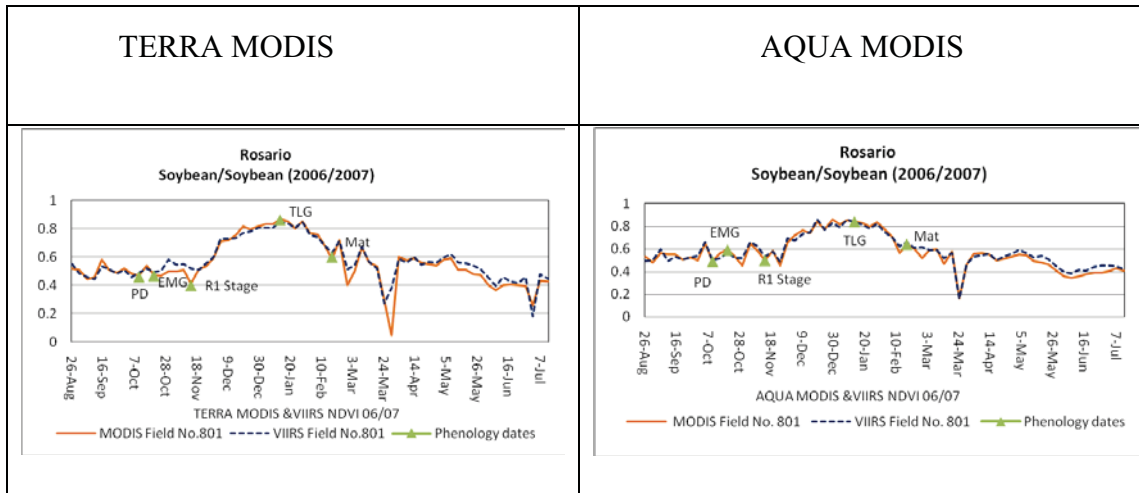 TERRA MODIS
AQUA MODIS
Rosario
Soybean/Soybean (2006/2007)
1
0.8
0.6
0.4
0.2
0
TLG
Mat
PD
EMG
R1 Stage
26-Aug
16-Sep
7-Oct
28-Oct
18-Nov
9-Dec
30-Dec
20-Jan
10-Feb
3-Mar
24-Mar
14-Apr
5-May
26-May
16-Jun
7-Jul
TERRA MODIS &VIIRS NDVI 06/07
MODIS Field No.801
VIIRS Field No.801
Phenology dates
Rosario
Soybean/Soybean (2006/2007)
1
0.8
0.6
0.4
0.2
0
EMG
TLG
Mat
PD
R1 Stage
26-Aug
16-Sep
7-Oct
28-Oct
18-Nov
9-Dec
30-Dec
20-Jan
10-Feb
3-Mar
24-Mar
14-Apr
5-May
26-May
16-Jun
7-Jul
AQUA MODIS &VIIRS NDVI 06/07
MODIS Field No. 801
VIIRS Field No. 801
Phenology dates